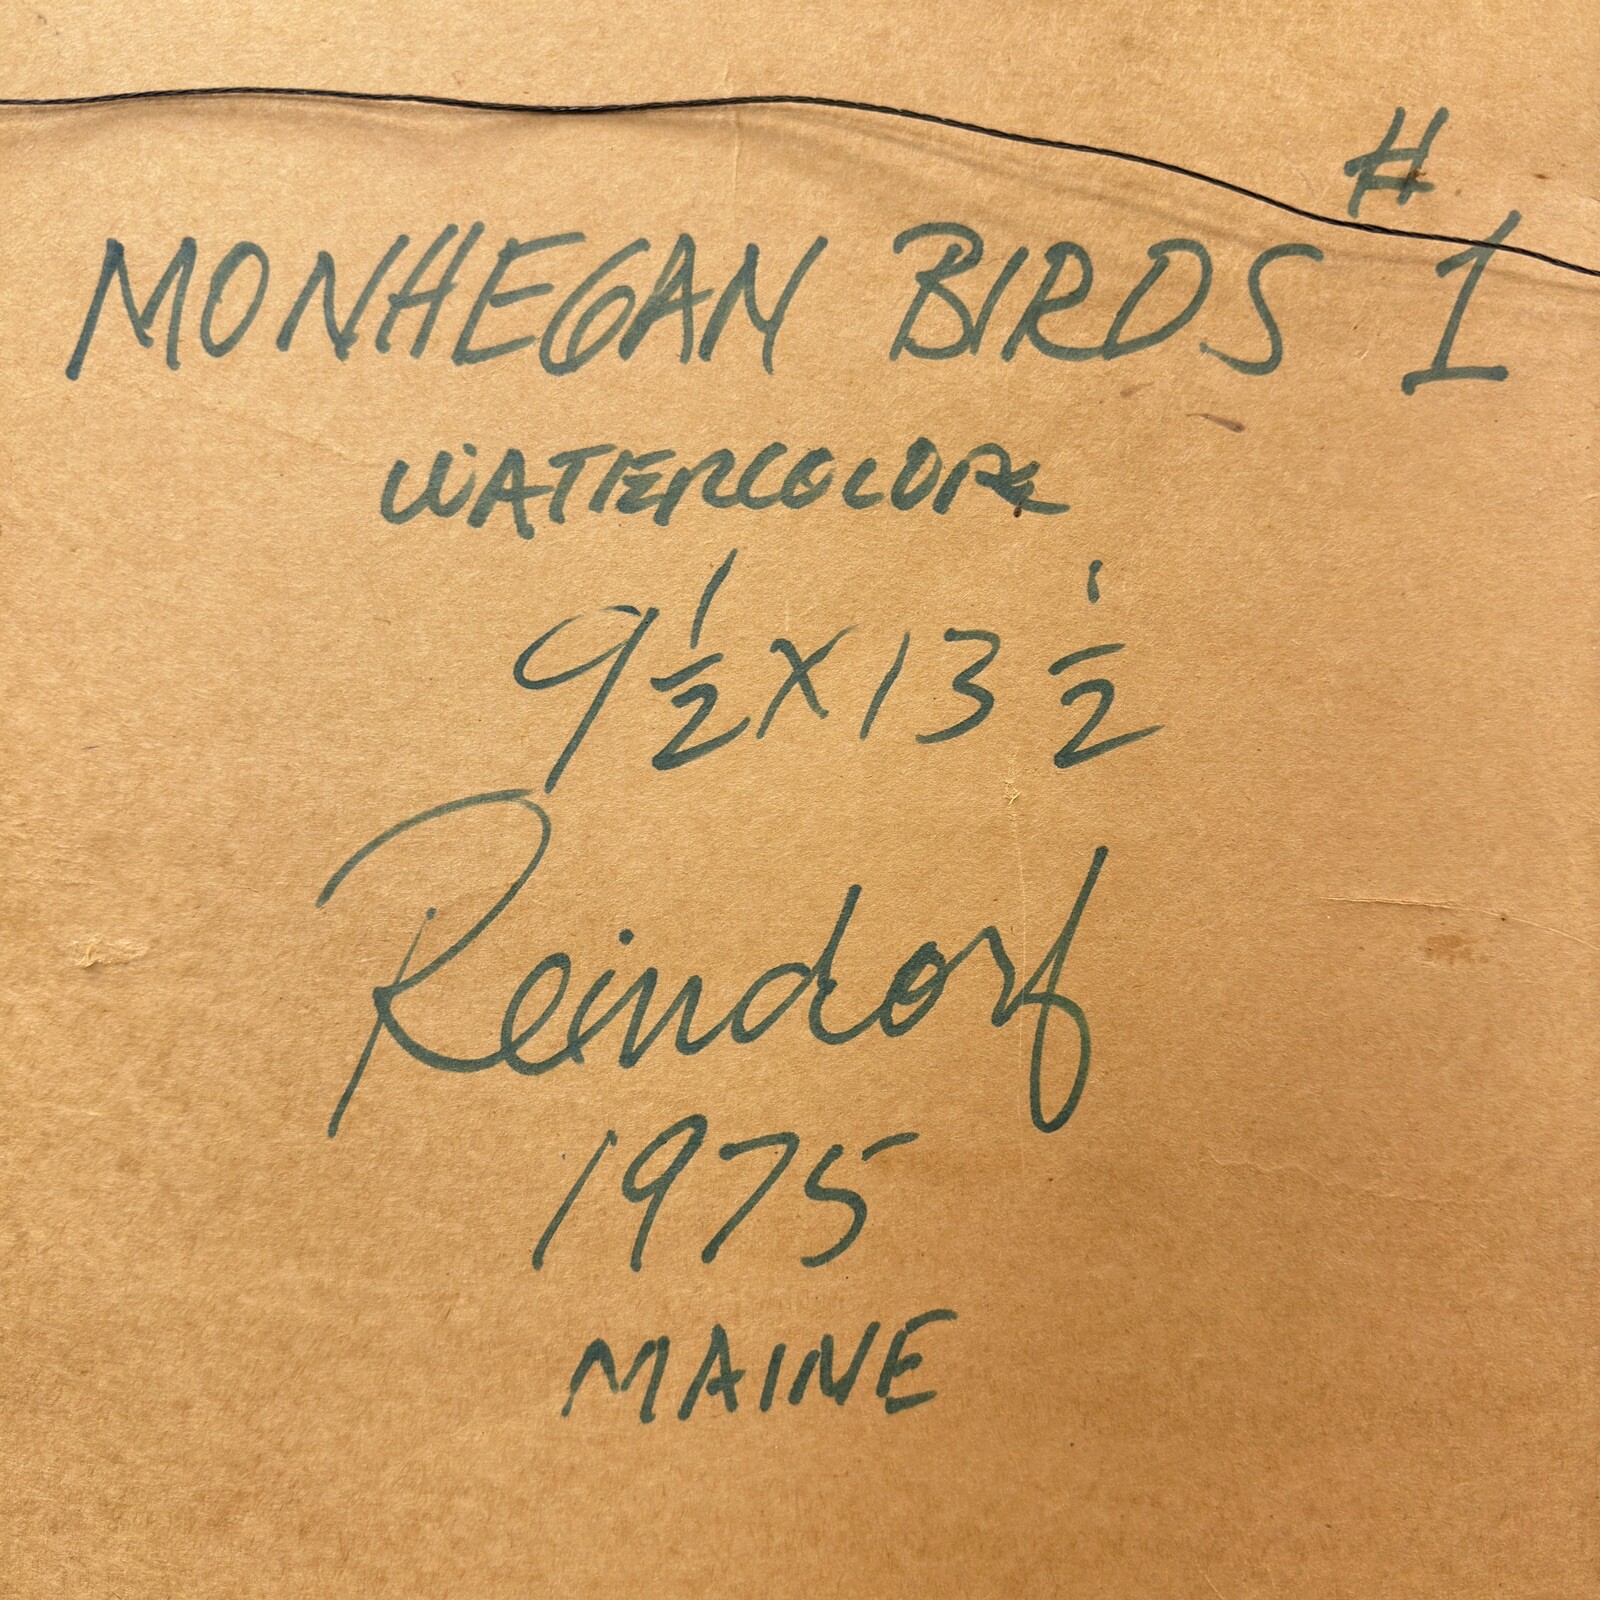 #
MONHEGAN BIRDS 1
WATERCOLOR
9 1/2 X 13 1/2
Reindorf
1975
MAINE